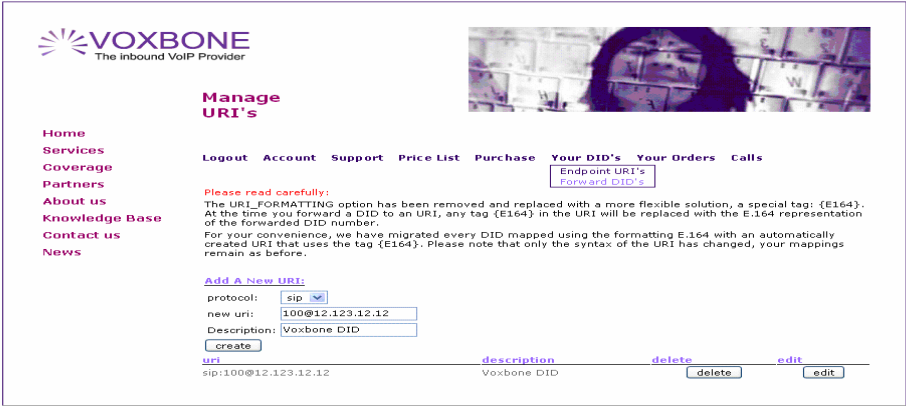 VOXBONE
The inbound VoIP Provider
Manage
URI's
Home
Services
Coverage
Partners
About us
Knowledge Base
Contact us
News
Logout Account Support Price List Purchase Your DID's Your Orders Calls
Endpoint URI's
Forward DID's
Please read carefully:
The URI_FORMATTING option has been removed and replaced with a more flexible solution, a special tag: {E164}.
At the time you forward a DID to an URI, any tag {E164} in the URI will be replaced with the E.164 representation
of the forwarded DID number.
For your convenience, we have migrated every DID mapped using the formatting E.164 with an automatically
created URI that uses the tag {E164}. Please note that only the syntax of the URI has changed, your mappings
remain as before.
Add A New URI:
protocol: sip
new uri: 100@12.123.12.12
Description: Voxbone DID
create
uri description delete edit
sip:100@12.123.12.12 Voxbone DID delete edit